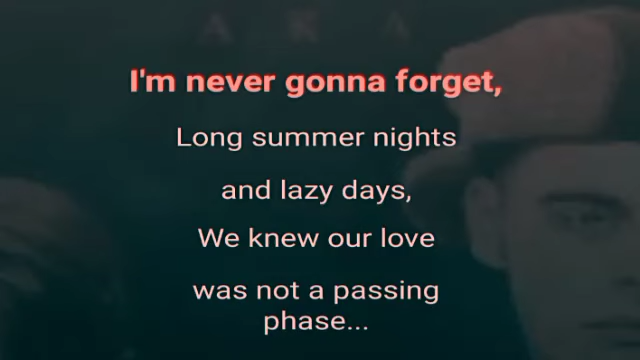 A K A
I'm never gonna forget,
Long summer nights
and lazy days,
We knew our love
was not a passing
phase...